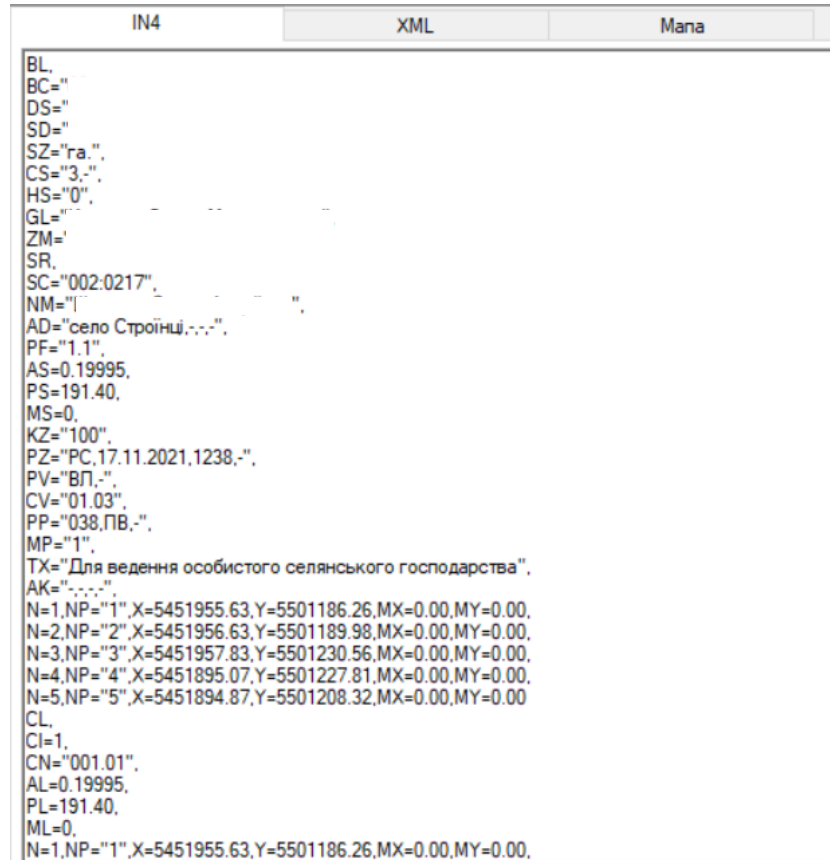 IN4
XML
Мапа
BL,
BC="
DS="
SD="
SZ="га.",
CS="3,-",
HS="0",
GL="
ZM='
SR,
SC="002:0217",
NM="
",
AD="село Строїнці,-,-,-",
PF="1.1",
AS=0.19995,
PS=191.40,
MS=0,
KZ="100",
PZ="РС,17.11.2021,1238,-",
PV="ВП,-",
CV="01.03",
PP="038,ПВ,-",
MP="1",
TX="Для ведення особистого селянського господарства",
AK="-,-,-,-",
N=1,NP="1",X=5451955.63,Y=5501186.26,MX=0.00,MY=0.00,
N=2,NP="2",X=5451956.63,Y=5501189.98,MX=0.00,MY=0.00,
N=3,NP="3",X=5451957.83,Y=5501230.56,MX=0.00,MY=0.00,
N=4,NP="4",X=5451895.07,Y=5501227.81,MX=0.00,MY=0.00,
N=5,NP="5",X=5451894.87,Y=5501208.32,MX=0.00,MY=0.00
CL,
CI=1,
CN="001.01",
AL=0.19995,
PL=191.40,
ML=0,
N=1,NP="1",X=5451955.63,Y=5501186.26,MX=0.00,MY=0.00,